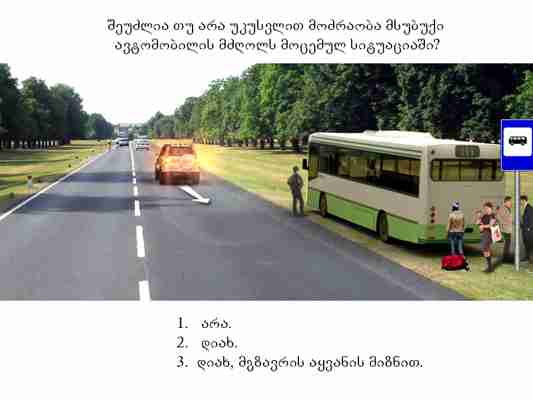 შეუძლია თუ არა უკუსვლით მოძრაობა მსუბუქი
ავტომობილის მძღოლს მოცემულ სიტუაციაში?
1. არა.
2. დიახ.
3. დიახ, მგზავრის აყვანის მიზნით.